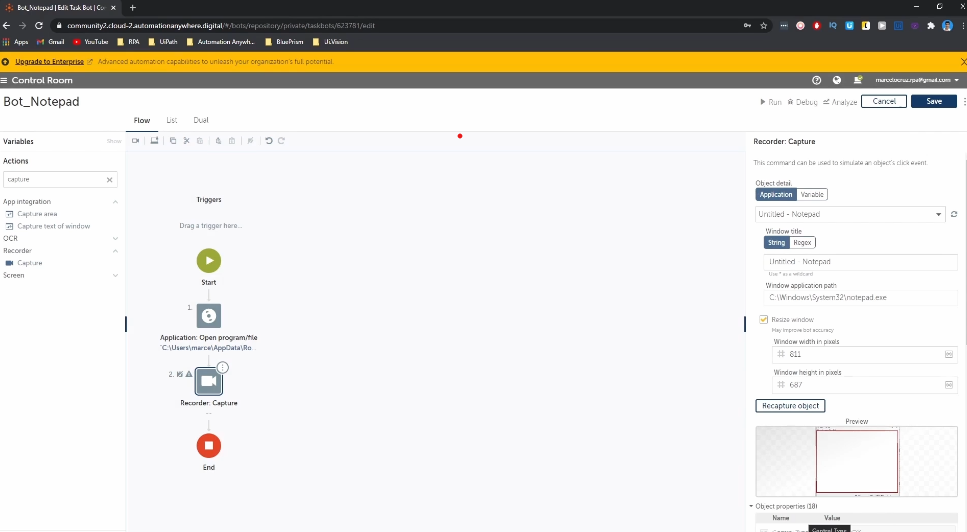 Bot_Notepad | Edit Task Bot | Co
community2.cloud-2.automationanywhere.digital/#/bots/repository/private/taskbots/623781/edit
Apps Gmail YouTube RPA UiPath Automation Anywh... BluePrism Ui.Vision
Upgrade to Enterprise Advanced automation capabilities to unleash your organization's full potential.
Control Room marcelocruz.rpa@gmail.com
Bot_Notepad Run Debug Analyze Cancel Save
Flow List Dual
Variables Show
Actions
capture
App integration
Capture area
Capture text of window
OCR
Recorder
Capture
Screen
Triggers
Drag a trigger here...
Start
1.
Application: Open program/file
"C:\Users\marce\AppData\Ro...
2.
Recorder: Capture
--
End
Recorder: Capture
This command can be used to simulate an object's click event.
Object detail
Application Variable
Untitled - Notepad
Window title
String Regex
Untitled - Notepad
Use * as a wildcard
Window application path
C:\Windows\System32\notepad.exe
Resize window
May improve bot accuracy
Window width in pixels
# 811
Window height in pixels
# 687
Recapture object
Preview
Object properties (18)
Name Value
Control Type